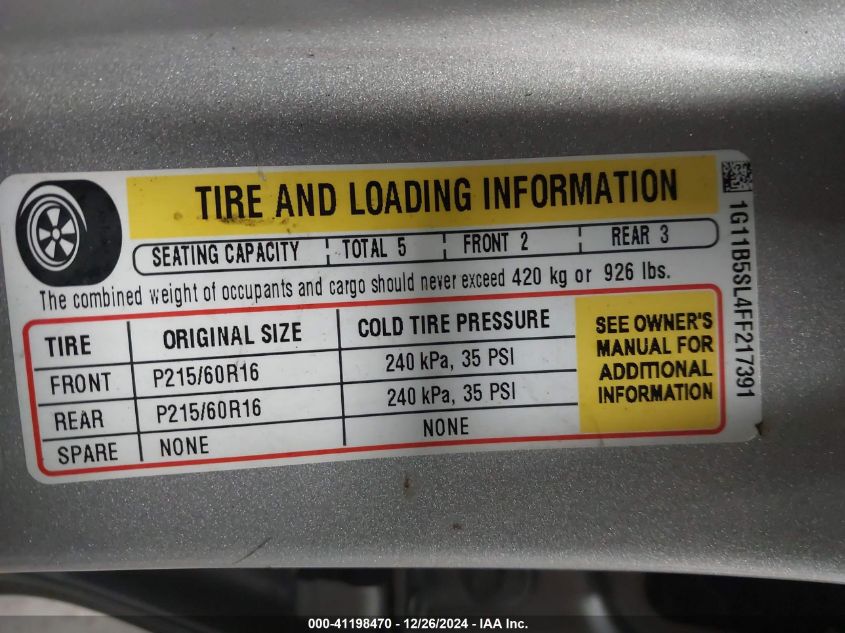 TIRE AND LOADING INFORMATION
SEATING CAPACITY TOTAL 5 FRONT 2 REAR 3
The combined weight of occupants and cargo should never exceed 420 kg or 926 lbs.
TIRE ORIGINAL SIZE COLD TIRE PRESSURE
FRONT P215/60R16 240 kPa, 35 PSI
REAR P215/60R16 240 kPa, 35 PSI
SPARE NONE NONE
SEE OWNER'S
MANUAL FOR
ADDITIONAL
INFORMATION
1G11B5SL4FF217391
000-41198470 - 12/26/2024 - IAA Inc.